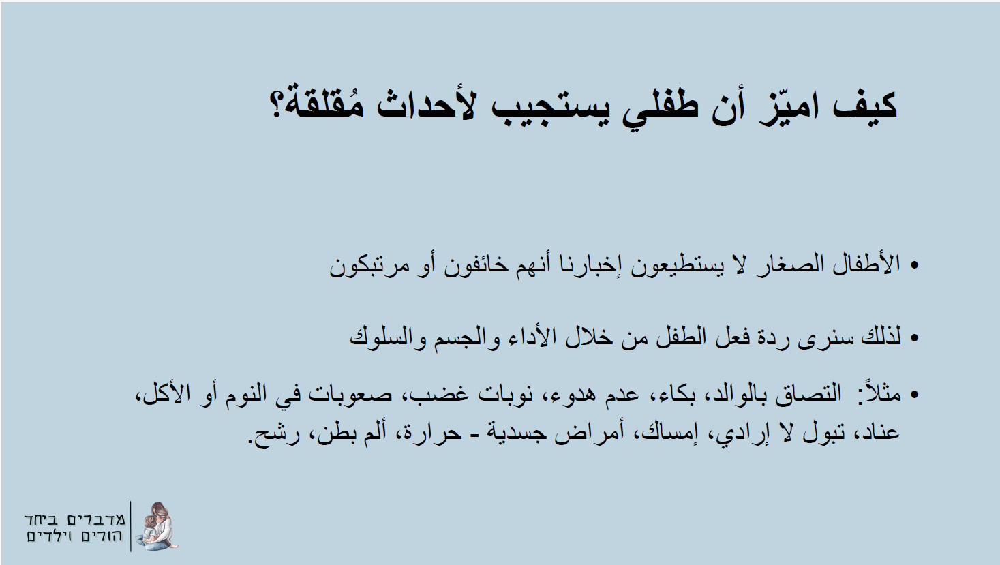 كيف اميّز أن طفلي يستجيب لأحداث مُقلقة؟
• الأطفال الصغار لا يستطيعون إخبارنا أنهم خائفون أو مرتبكون
• لذلك سنرى ردة فعل الطفل من خلال الأداء والجسم والسلوك
• مثلاً: التصاق بالوالد، بكاء، عدم هدوء، نوبات غضب، صعوبات في النوم أو الأكل،
عناد، تبول لا إرادي، إمساك، أمراض جسدية - حرارة، ألم بطن، رشح.
מדברים ביחד
הורים וילדים